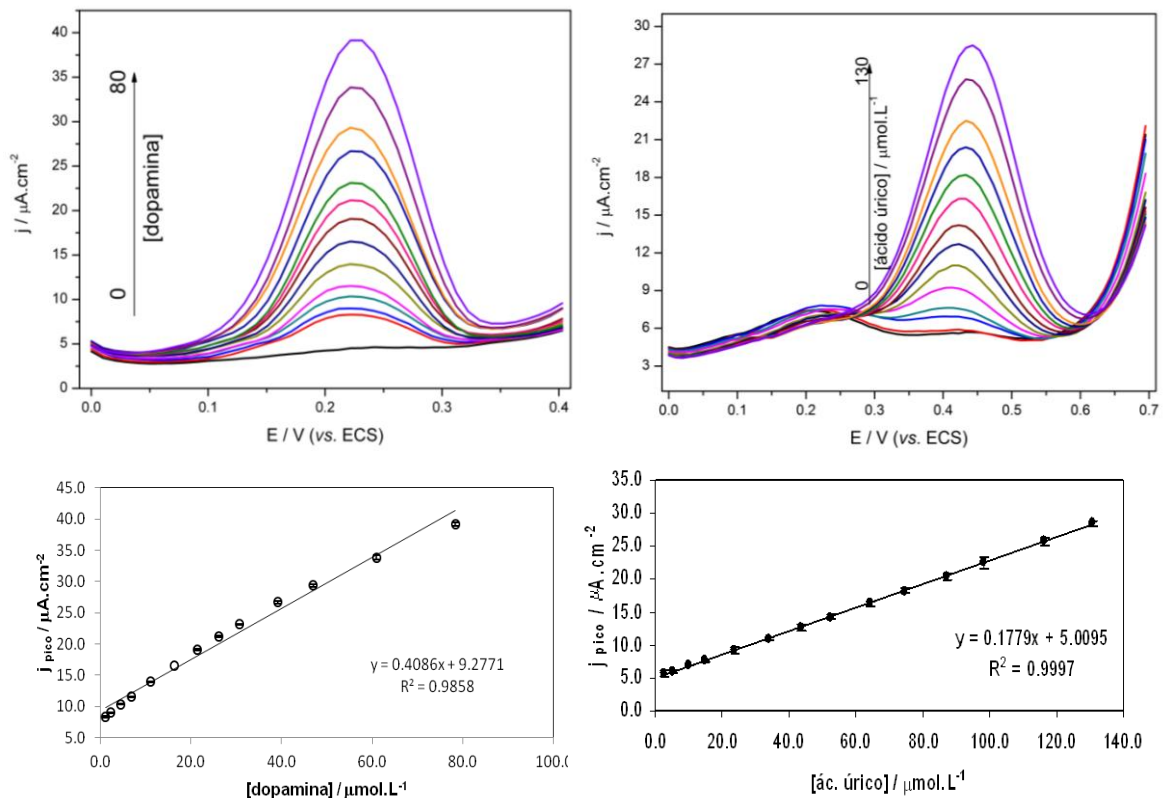 40
35
30
25
20
15
10
5
0
j / µA.cm-2
80
[dopamina]
0
0.0 0.1 0.2 0.3 0.4
E / V (vs. ECS)
30
27
24
21
18
15
12
9
6
3
j / µA.cm-2
130
[ácido úrico] / µmol.L-1
0
0.0 0.1 0.2 0.3 0.4 0.5 0.6 0.7
E / V (vs. ECS)
45.0
40.0
35.0
30.0
25.0
20.0
15.0
10.0
5.0
j pico / µA.cm-2
y = 0.4086x + 9.2771
R2 = 0.9858
0.0 20.0 40.0 60.0 80.0 100.0
[dopamina] / µmol.L-1
35.0
30.0
25.0
20.0
15.0
10.0
5.0
0.0
j pico / µA.cm-2
y = 0.1779x + 5.0095
R2 = 0.9997
0.0 20.0 40.0 60.0 80.0 100.0 120.0 140.0
[ác. úrico] / µmol.L-1